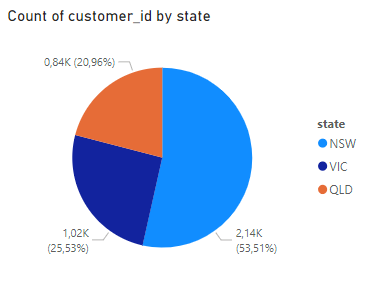 Count of customer_id by state
0,84K (20,96%)
1,02K
(25,53%)
2,14K
(53,51%)
state
NSW
VIC
QLD